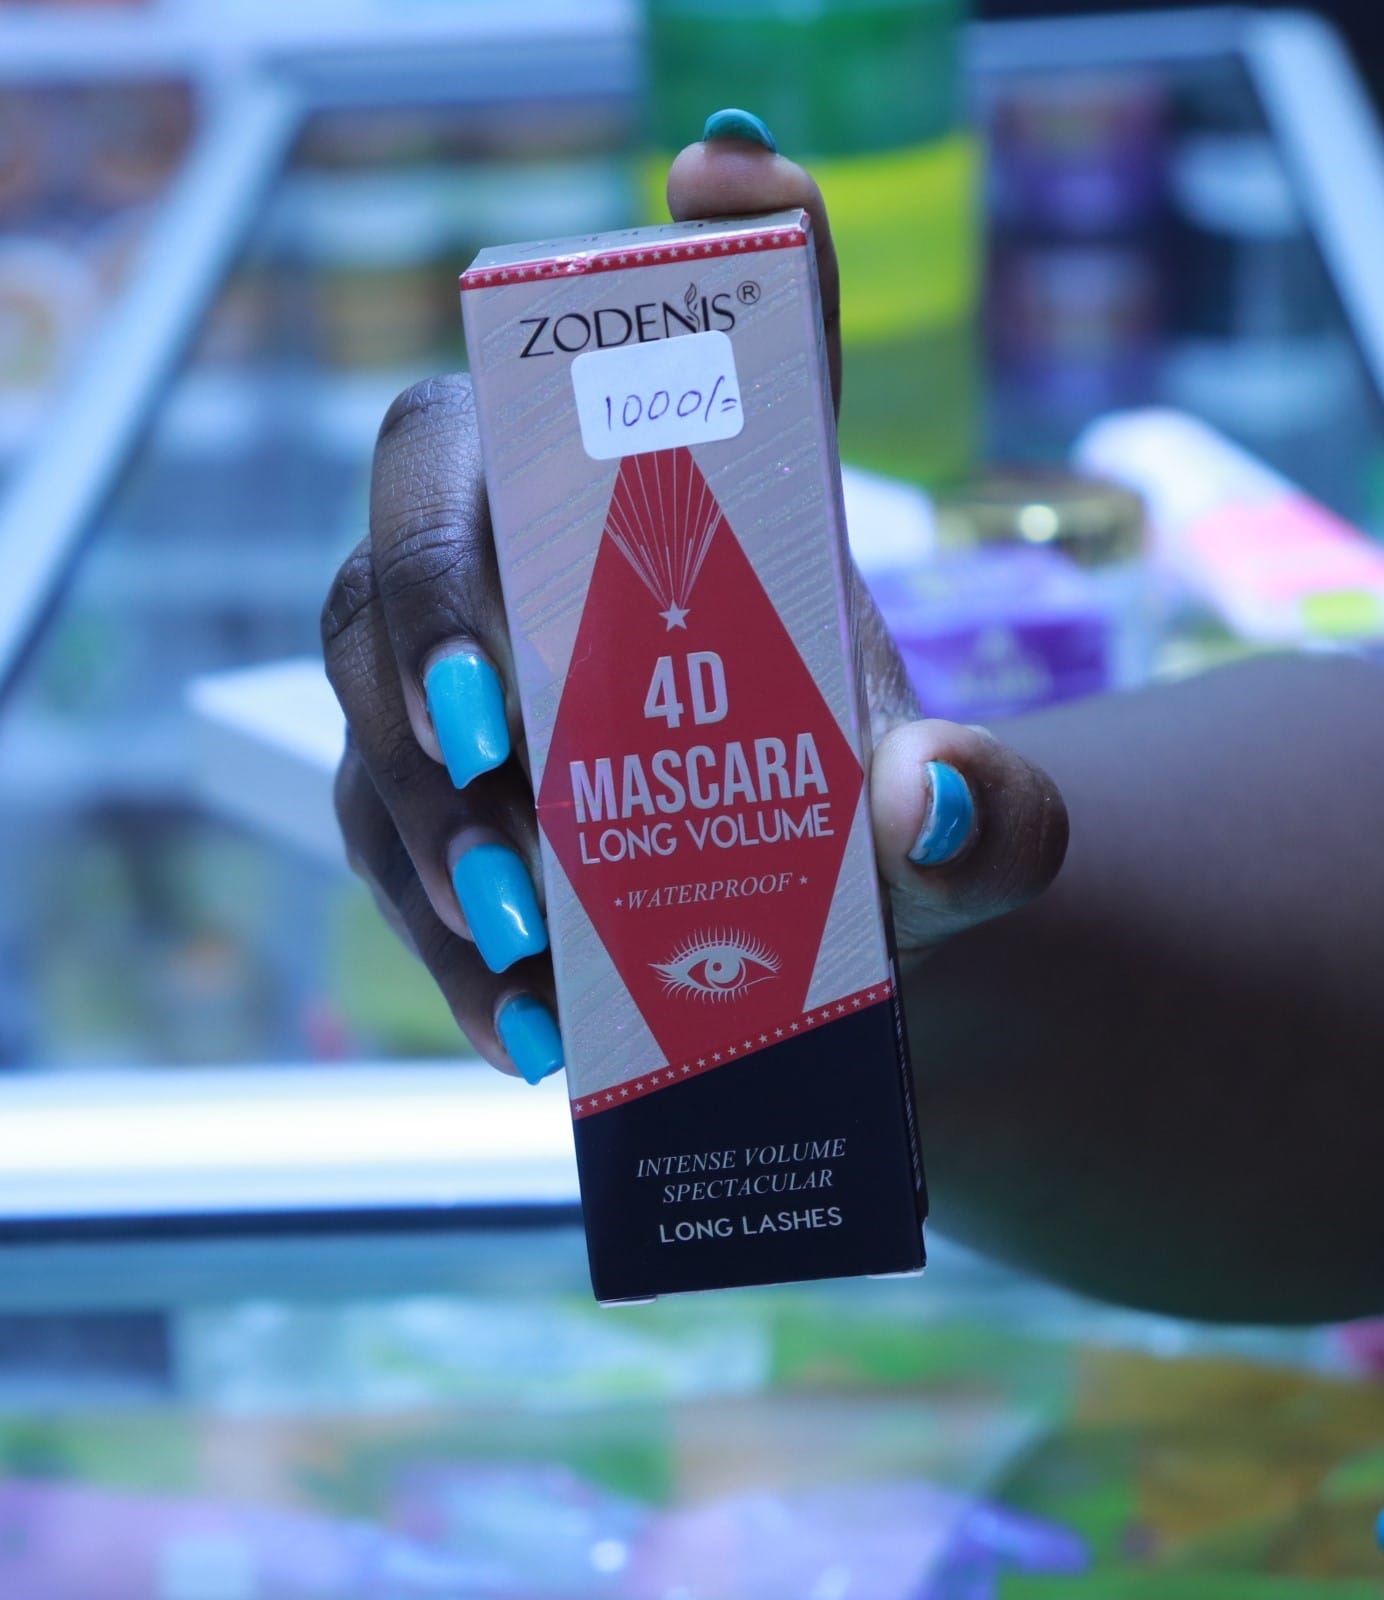 ZODENIS®
1000/=
4D
MASCARA
LONG VOLUME
WATERPROOF
INTENSE VOLUME
SPECTACULAR
LONG LASHES